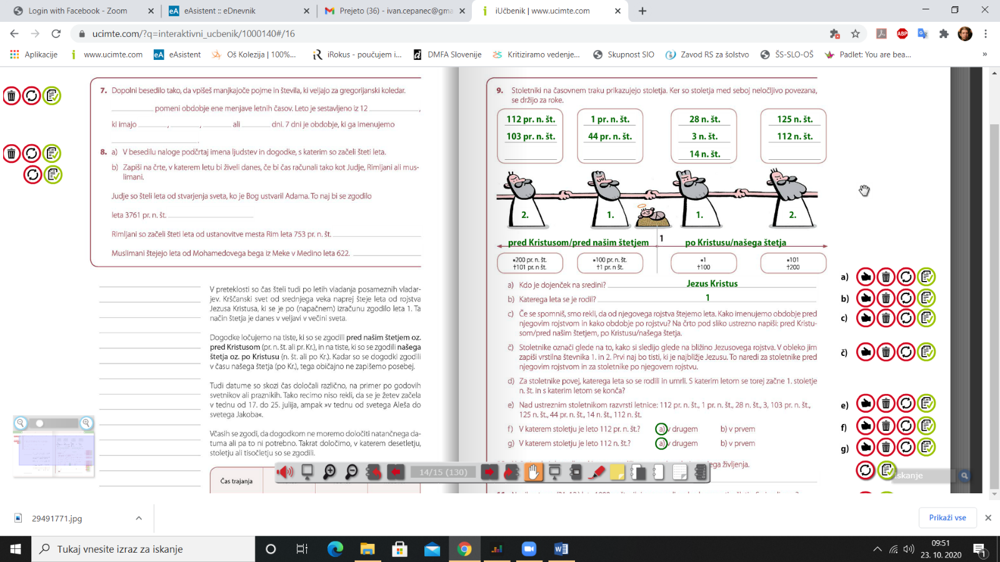 Login with Facebook - Zoom
eAsistent :: eDnevnik
Prejeto (36) - ivan.cepanec@gma
iUčbenik | www.ucimte.com
ucimte.com/?q=interaktivni_ucbenik/1000140#/16
Aplikacije
www.ucimte.com
eAsistent
Oš Kolezija | 100%...
iRokus - poučujem i...
DMFA Slovenije
Kritiziramo vedenje...
Skupnost SIO
Zavod RS za šolstvo
ŠS-SLO-OŠ
Padlet: You are bea...
7. Dopolni besedilo tako, da vpišeš manjkajoče pojme in števila, ki veljajo za gregorijanski koledar.
pomeni obdobje ene menjave letnih časov. Leto je sestavljeno iz 12 ,
ki imajo , , ali dni. 7 dni je obdobje, ki ga imenujemo
.
8. a) V besedilu naloge podčrtaj imena ljudstev in dogodke, s katerim so začeli šteti leta.
b) Zapiši na črte, v katerem letu bi živeli danes, če bi čas računali tako kot Judje, Rimljani ali mus-
limani.
Judje so šteli leta od stvarjenja sveta, ko je Bog ustvaril Adama. To naj bi se zgodilo
leta 3761 pr. n. št.
Rimljani so začeli šteti leta od ustanovitve mesta Rim leta 753 pr. n. št.
Muslimani štejejo leta od Mohamedovega bega iz Meke v Medino leta 622.
V preteklosti so čas šteli tudi po letih vladanja posameznih vladar-
jev. Krščanski svet od srednjega veka naprej šteje leta od rojstva
Jezusa Kristusa, ki se je po (napačnem) izračunu zgodilo leta 1. Ta
način štetja je danes v veljavi v večini sveta.
Dogodke ločujemo na tiste, ki so se zgodili pred našim štetjem oz.
pred Kristusom (pr. n. št. ali pr. Kr.), in na tiste, ki so se zgodili našega
štetja oz. po Kristusu (n. št. ali po Kr.). Kadar so se dogodki zgodili
v času našega štetja (po Kr.), tega običajno ne zapišemo posebej.
Tudi datume so skozi čas določali različno, na primer po godovih
svetnikov ali praznikih. Tako recimo niso rekli, da se je žetev začela
v tednu od 17. do 25. julija, ampak »v tednu od svetega Aleša do
svetega Jakoba«.
Včasih se zgodi, da dogodkom ne moremo določiti natančnega da-
tuma ali pa to ni potrebno. Takrat določimo, v katerem desetletju,
stoletju ali tisočletju so se zgodili.
Čas trajanja
9. Stoletniki na časovnem traku prikazujejo stoletja. Ker so stoletja med seboj neločljivo povezana,
se držijo za roke.
112 pr. n. št. 1 pr. n. št. 28 n. št. 125 n. št.
103 pr. n. št. 44 pr. n. št. 3 n. št. 112 n. št.
14 n. št.
2. 1. 1. 2.
pred Kristusom/pred našim štetjem 1 po Kristusu/našega štetja
*200 pr. n. št. *100 pr. n. št. *1 *101
†101 pr. n št. †1 pr. n. št. †100 †200
a) Kdo je dojenček na sredini? Jezus Kristus
b) Katerega leta se je rodil? 1
c) Če se spomniš, smo rekli, da od njegovega rojstva štejemo leta. Kako imenujemo obdobje pred
njegovim rojstvom in kako obdobje po rojstvu? Na črto pod sliko ustrezno napiši: pred Kristu-
som/pred našim štetjem, po Kristusu/našega štetja.
č) Stoletnike označi glede na to, kako si sledijo glede na bližino Jezusovega rojstva. V obleko jim
zapiši vrstilna števnika 1. in 2. Prvi naj bo tisti, ki je najbližje Jezusu. To naredi za stoletnike pred
njegovim rojstvom in za stoletnike po njegovem rojstvu.
d) Za stoletnike povej, katerega leta so se rodili in umrli. S katerim letom se torej začne 1. stoletje
n. št. in s katerim letom se konča?
e) Nad ustreznim stoletnikom razvrsti letnice: 112 pr. n. št., 1 pr. n. št., 28 n. št., 3, 103 pr. n. št.,
125 n. št., 44 pr. n. št., 14 n. št., 112 n. št.
f) V katerem stoletju je leto 112 pr. n. št.? a) v drugem b) v prvem
g) V katerem stoletju je leto 112 n. št.? a) v drugem b) v prvem
ega življenja.
a)
b)
c)
č)
e)
f)
g)
14/15 (130)
iskanje
29491771.jpg
Prikaži vse
Tukaj vnesite izraz za iskanje
09:51
23. 10. 2020
1